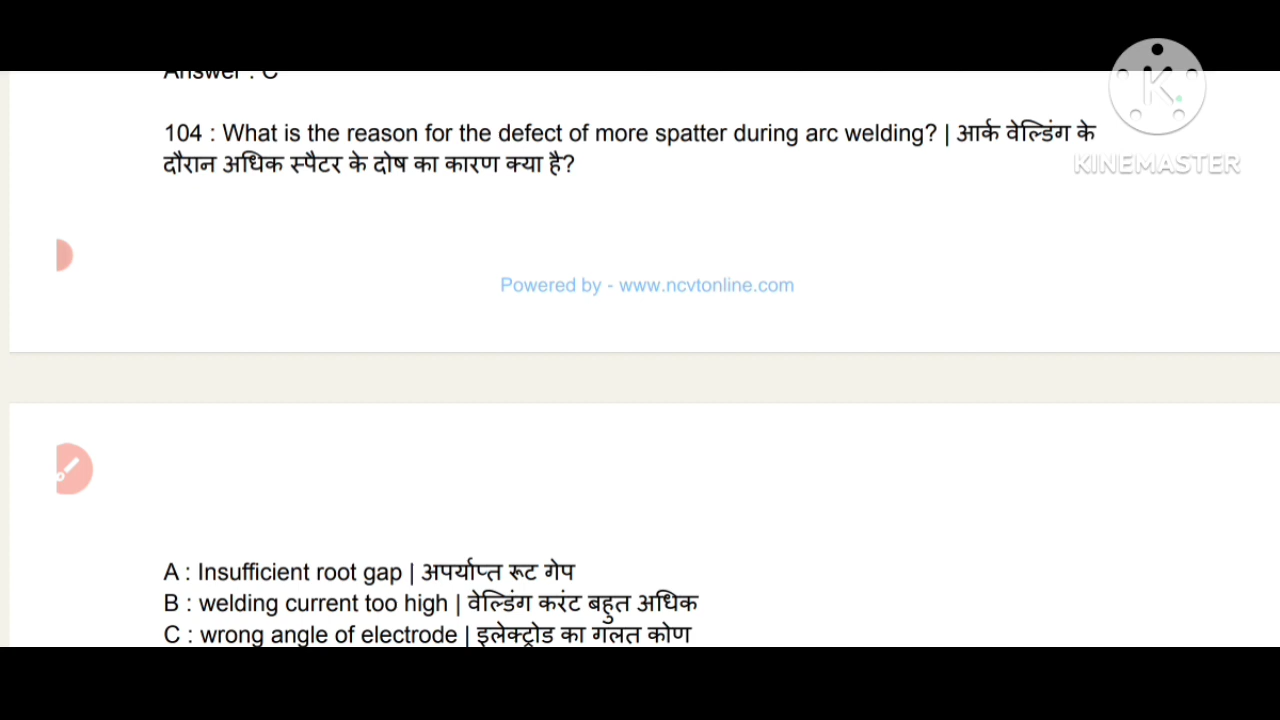 Answer : C
104 : What is the reason for the defect of more spatter during arc welding? | आर्क वेल्डिंग के
दौरान अधिक स्पैटर के दोष का कारण क्या है?
KINEMASTER
Powered by - www.ncvtonline.com
A : Insufficient root gap | अपर्याप्त रूट गेप
B : welding current too high | वेल्डिंग करंट बहुत अधिक
C : wrong angle of electrode | इलेक्ट्रोड का गलत कोण